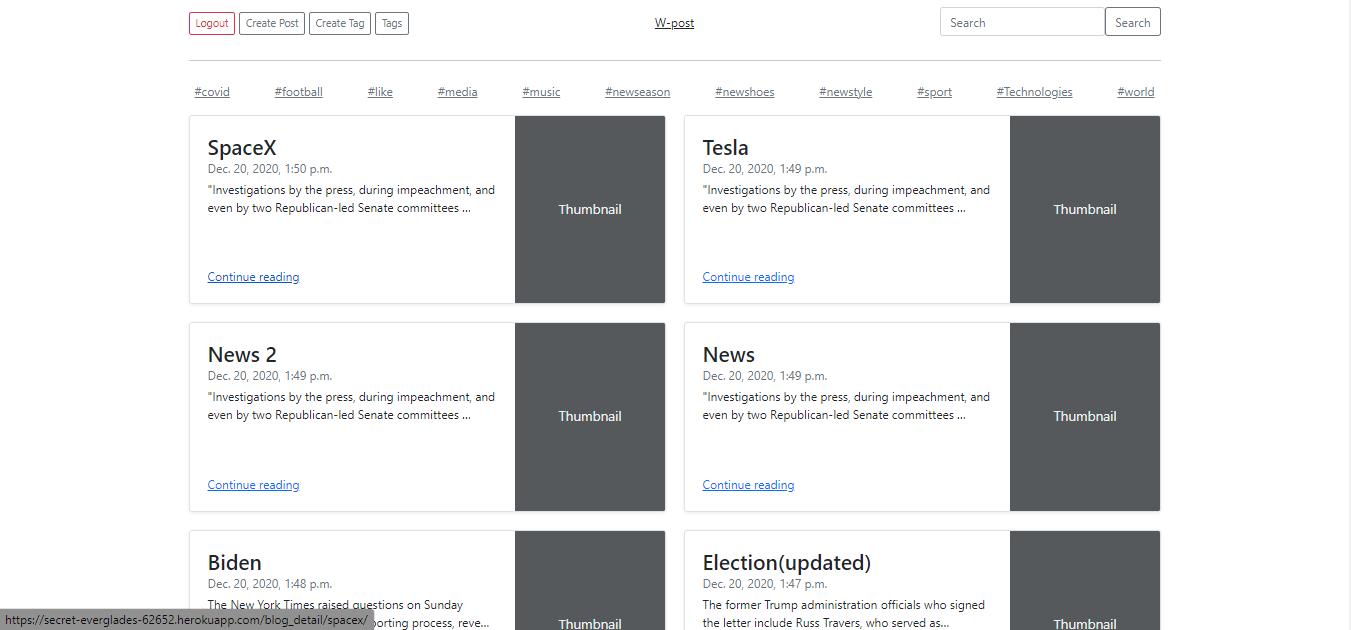 Logout Create Post Create Tag Tags W-post Search Search
#covid #football #like #media #music #newseason #newshoes #newstyle #sport #Technologies #world
SpaceX
Dec. 20, 2020, 1:50 p.m.
"Investigations by the press, during impeachment, and
even by two Republican-led Senate committees ...
Continue reading
Thumbnail
Tesla
Dec. 20, 2020, 1:49 p.m.
"Investigations by the press, during impeachment, and
even by two Republican-led Senate committees ...
Continue reading
Thumbnail
News 2
Dec. 20, 2020, 1:49 p.m.
"Investigations by the press, during impeachment, and
even by two Republican-led Senate committees ...
Continue reading
Thumbnail
News
Dec. 20, 2020, 1:49 p.m.
"Investigations by the press, during impeachment, and
even by two Republican-led Senate committees ...
Continue reading
Thumbnail
Biden
Dec. 20, 2020, 1:48 p.m.
The New York Times raised questions on Sunday
porting process, reve...
Thumbnail
Election(updated)
Dec. 20, 2020, 1:47 p.m.
The former Trump administration officials who signed
the letter include Russ Travers, who served as...
Thumbnail
https://secret-everglades-62652.herokuapp.com/blog_detail/spacex/